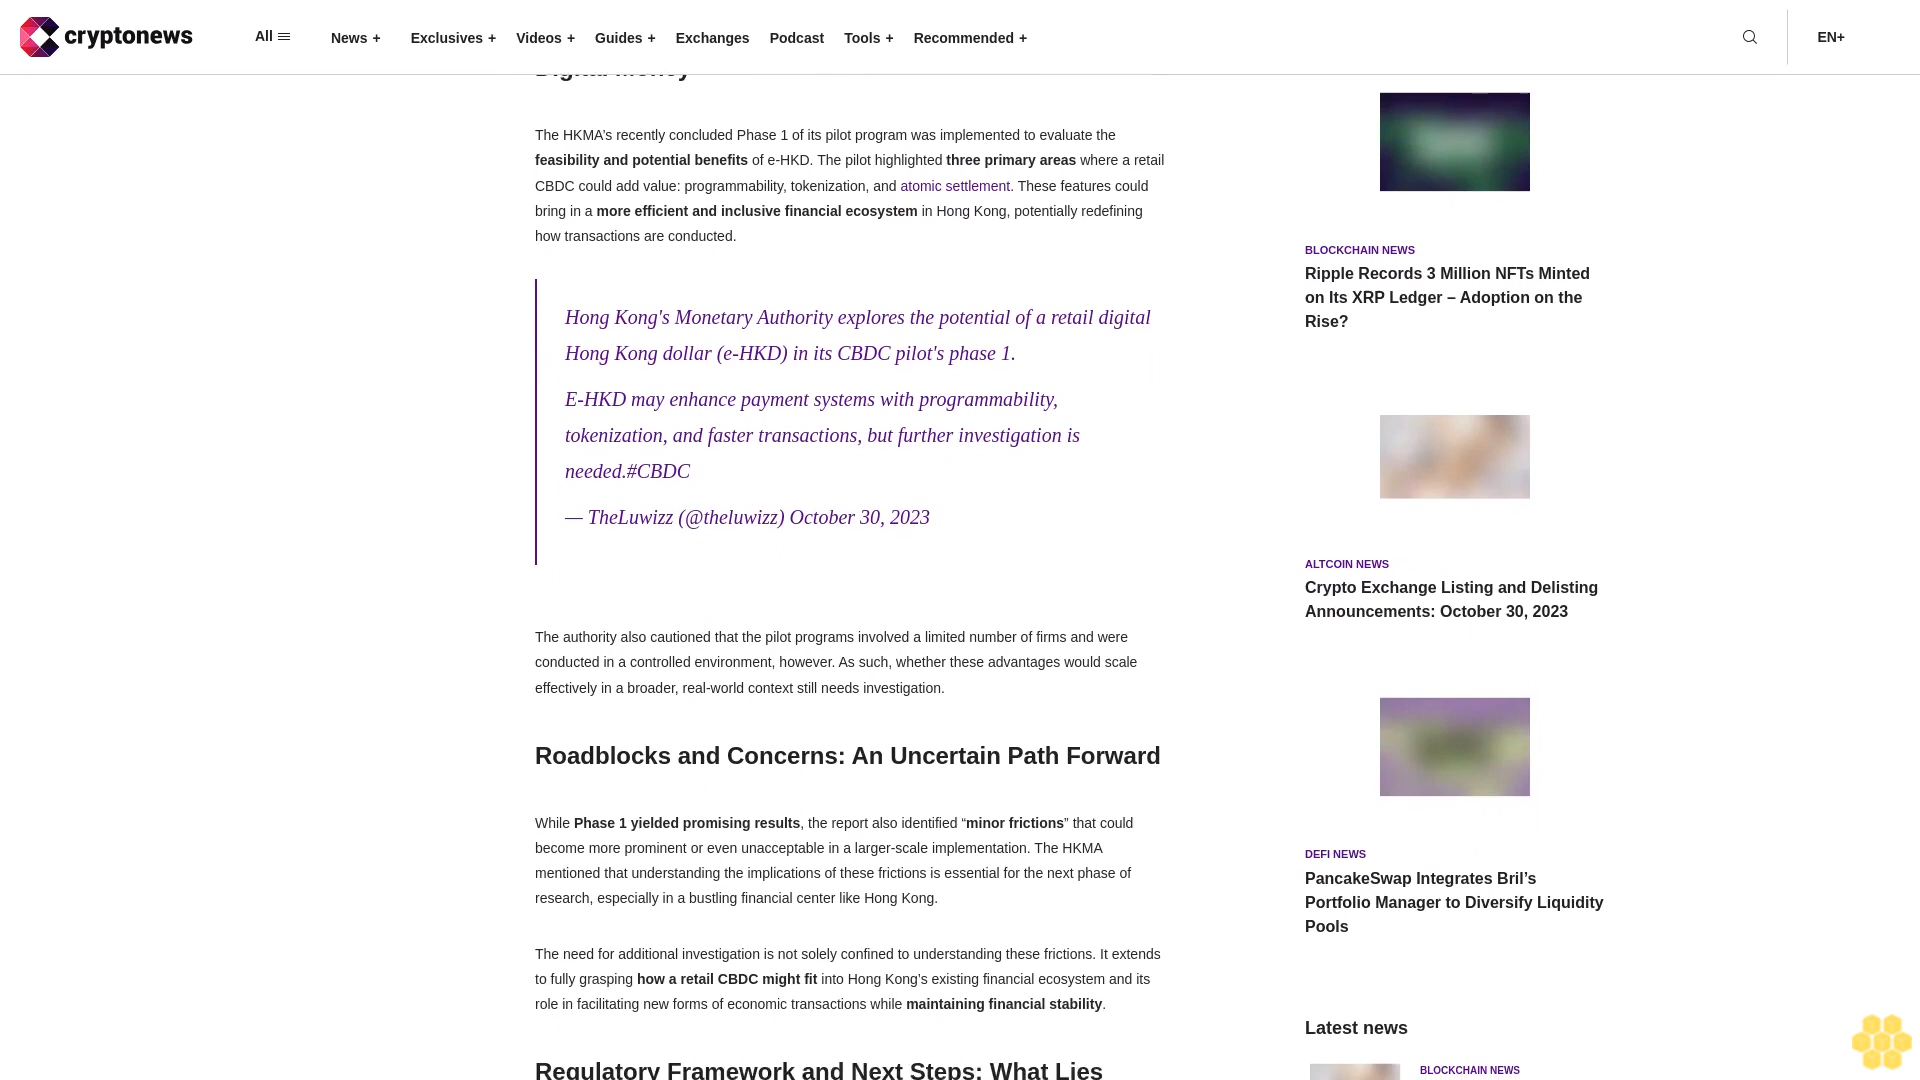 cryptonews
All
News +
Exclusives +
Videos +
Guides +
Exchanges
Podcast
Tools +
Recommended +
EN+
Digital Money
The HKMA’s recently concluded Phase 1 of its pilot program was implemented to evaluate the
feasibility and potential benefits of e-HKD. The pilot highlighted three primary areas where a retail
CBDC could add value: programmability, tokenization, and atomic settlement. These features could
bring in a more efficient and inclusive financial ecosystem in Hong Kong, potentially redefining
how transactions are conducted.
Hong Kong's Monetary Authority explores the potential of a retail digital
Hong Kong dollar (e-HKD) in its CBDC pilot's phase 1.
E-HKD may enhance payment systems with programmability,
tokenization, and faster transactions, but further investigation is
needed.#CBDC
— TheLuwizz (@theluwizz) October 30, 2023
The authority also cautioned that the pilot programs involved a limited number of firms and were
conducted in a controlled environment, however. As such, whether these advantages would scale
effectively in a broader, real-world context still needs investigation.
Roadblocks and Concerns: An Uncertain Path Forward
While Phase 1 yielded promising results, the report also identified “minor frictions” that could
become more prominent or even unacceptable in a larger-scale implementation. The HKMA
mentioned that understanding the implications of these frictions is essential for the next phase of
research, especially in a bustling financial center like Hong Kong.
The need for additional investigation is not solely confined to understanding these frictions. It extends
to fully grasping how a retail CBDC might fit into Hong Kong’s existing financial ecosystem and its
role in facilitating new forms of economic transactions while maintaining financial stability.
Regulatory Framework and Next Steps: What Lies
BLOCKCHAIN NEWS
Ripple Records 3 Million NFTs Minted
on Its XRP Ledger – Adoption on the
Rise?
ALTCOIN NEWS
Crypto Exchange Listing and Delisting
Announcements: October 30, 2023
DEFI NEWS
PancakeSwap Integrates Bril’s
Portfolio Manager to Diversify Liquidity
Pools
Latest news
BLOCKCHAIN NEWS